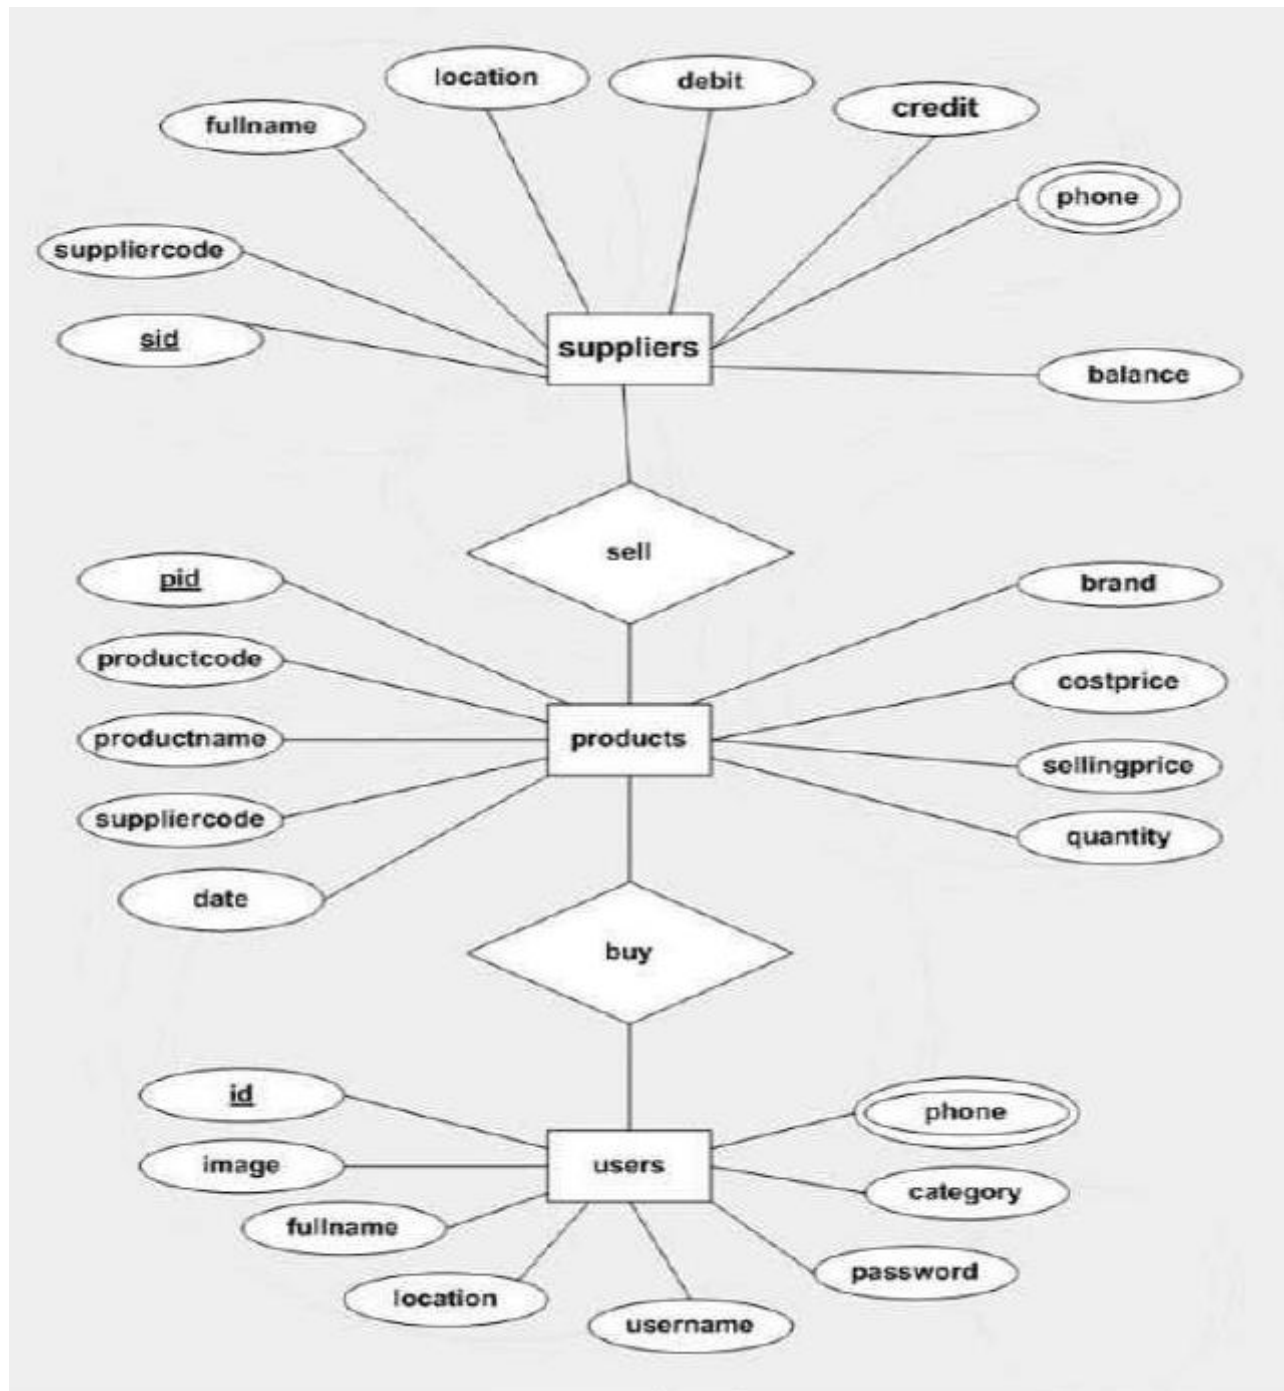 location
debit
credit
fullname
phone
suppliercode
sid
suppliers
balance
sell
pid
brand
productcode
costprice
productname
products
sellingprice
suppliercode
quantity
date
buy
id
phone
image
users
category
fullname
password
location
username